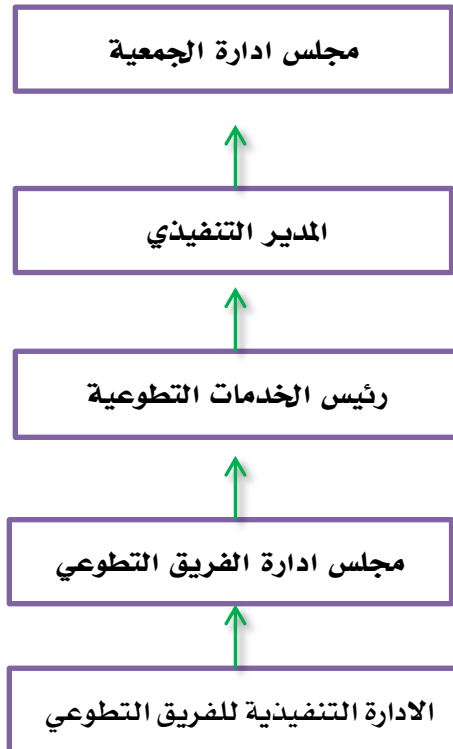 مجلس ادارة الجمعية
المدير التنفيذي
رئيس الخدمات التطوعية
مجلس ادارة الفريق التطوعي
الادارة التنفيذية للفريق التطوعي